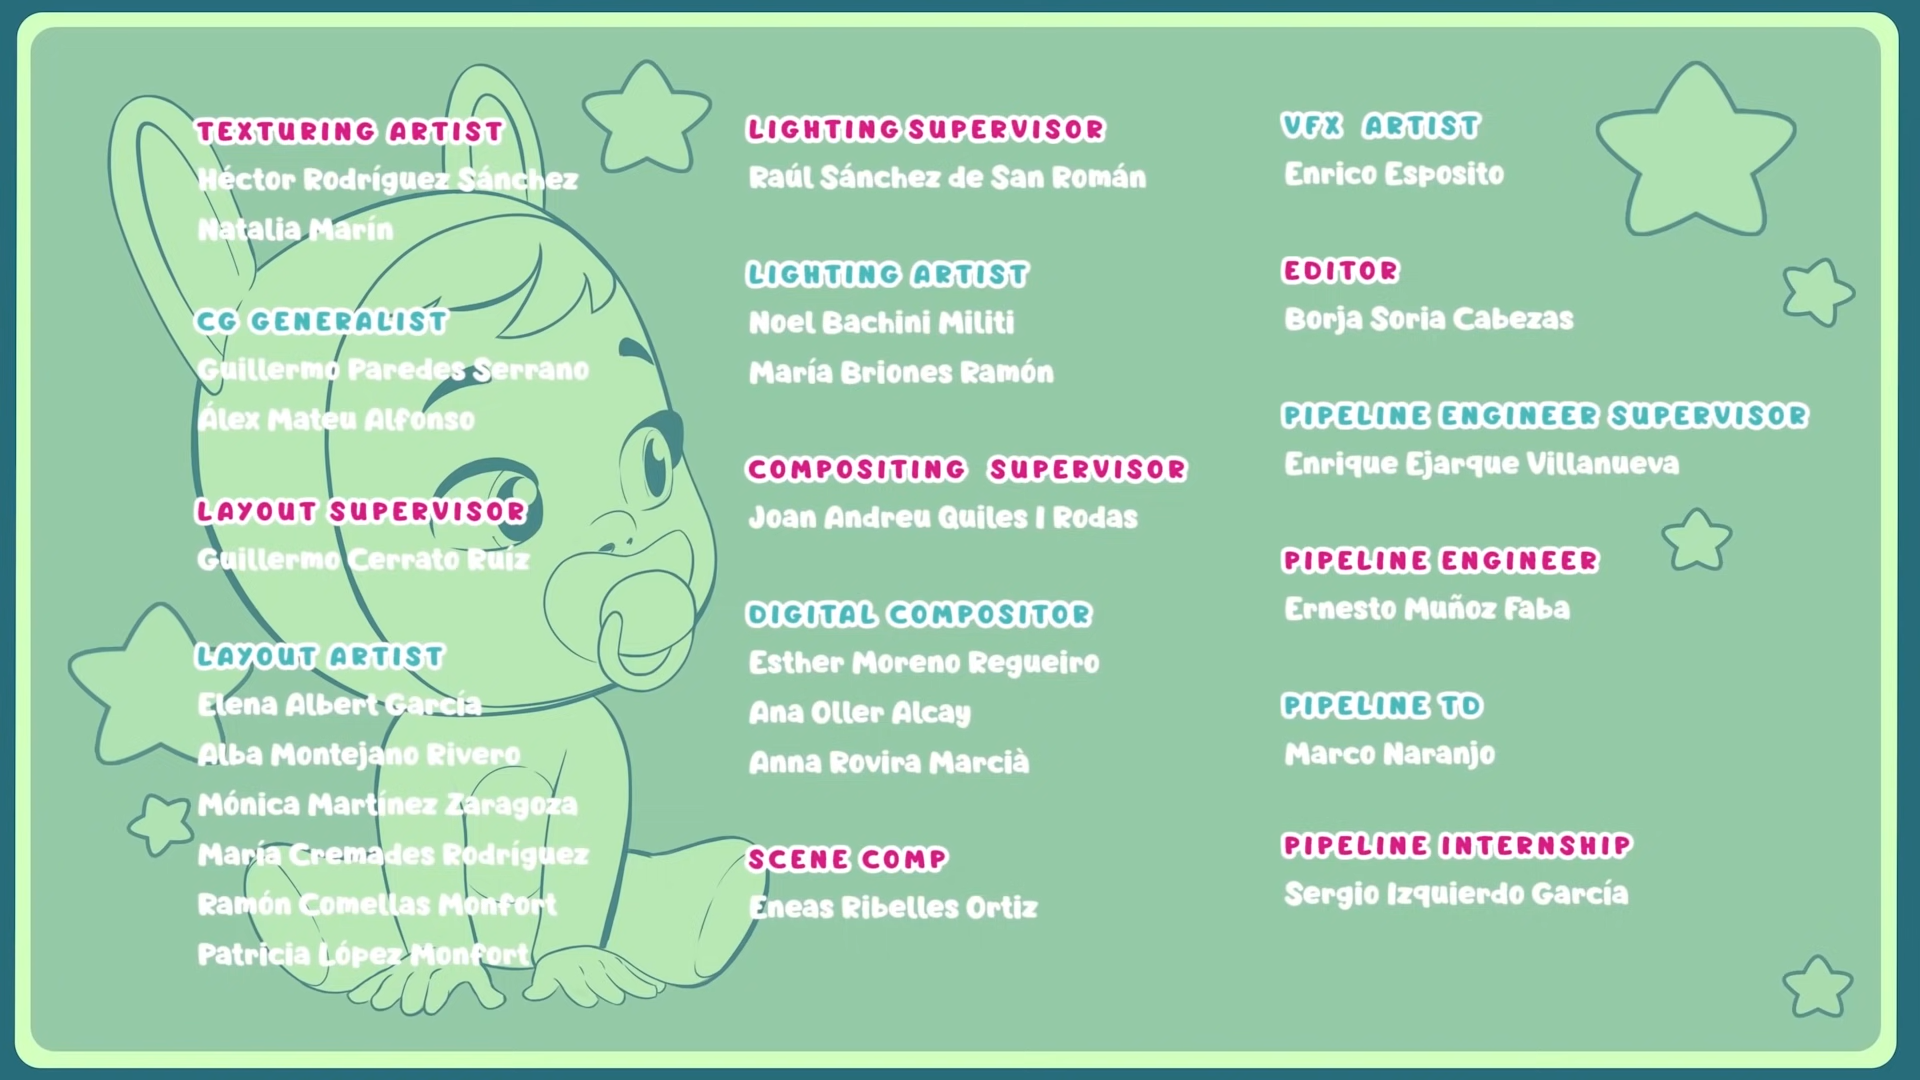 TEXTURING ARTIST
Héctor Rodríguez Sánchez
Natalia Marín
CG GENERALIST
Guillermo Paredes Serrano
Álex Mateu Alfonso
LAYOUT SUPERVISOR
Guillermo Cerrato Ruíz
LAYOUT ARTIST
Elena Albert García
Alba Montejano Rivero
Mónica Martínez Zaragoza
María Cremades Rodríguez
Ramón Comellas Monfort
Patricia López Monfort
LIGHTING SUPERVISOR
Raúl Sánchez de San Román
LIGHTING ARTIST
Noel Bachini Militi
María Briones Ramón
COMPOSITING SUPERVISOR
Joan Andreu Quiles I Rodas
DIGITAL COMPOSITOR
Esther Moreno Regueiro
Ana Oller Alcay
Anna Rovira Marcià
SCENE COMP
Eneas Ribelles Ortiz
VFX ARTIST
Enrico Esposito
EDITOR
Borja Soria Cabezas
PIPELINE ENGINEER SUPERVISOR
Enrique Ejarque Villanueva
PIPELINE ENGINEER
Ernesto Muñoz Faba
PIPELINE TD
Marco Naranjo
PIPELINE INTERNSHIP
Sergio Izquierdo García